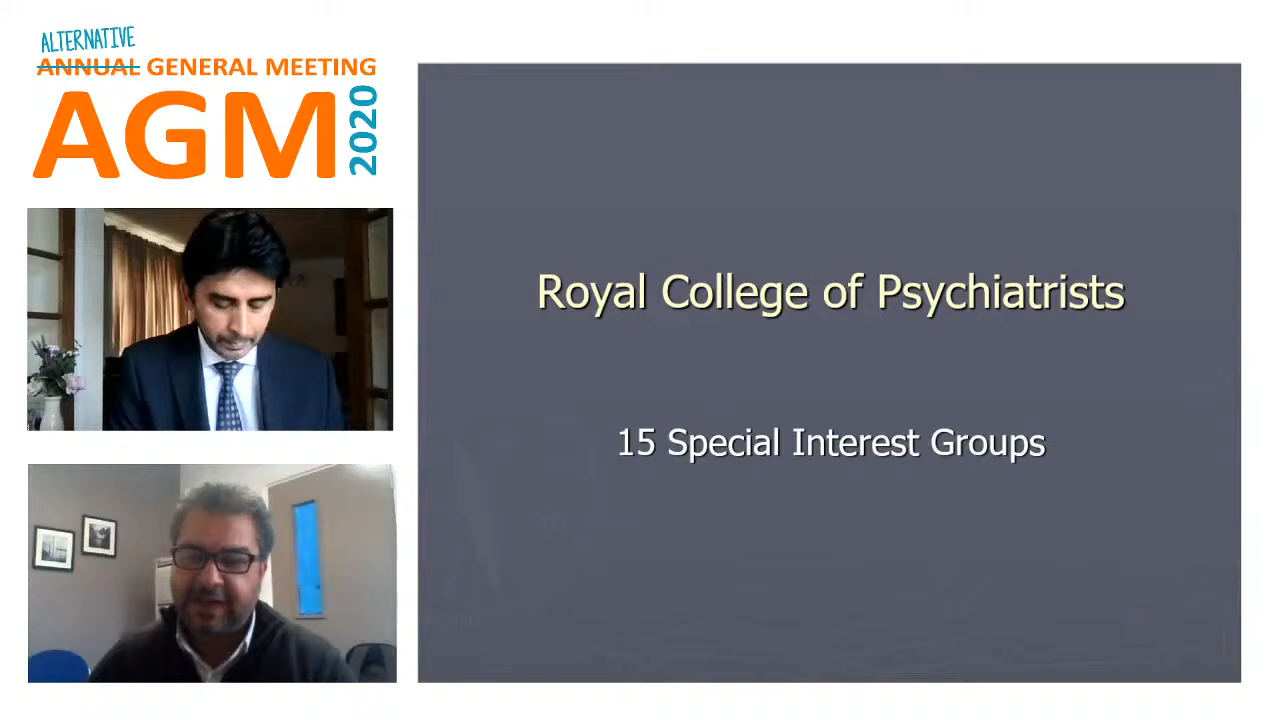 ALTERNATIVE
ANNUAL GENERAL MEETING
AGM 2020
Royal College of Psychiatrists
15 Special Interest Groups